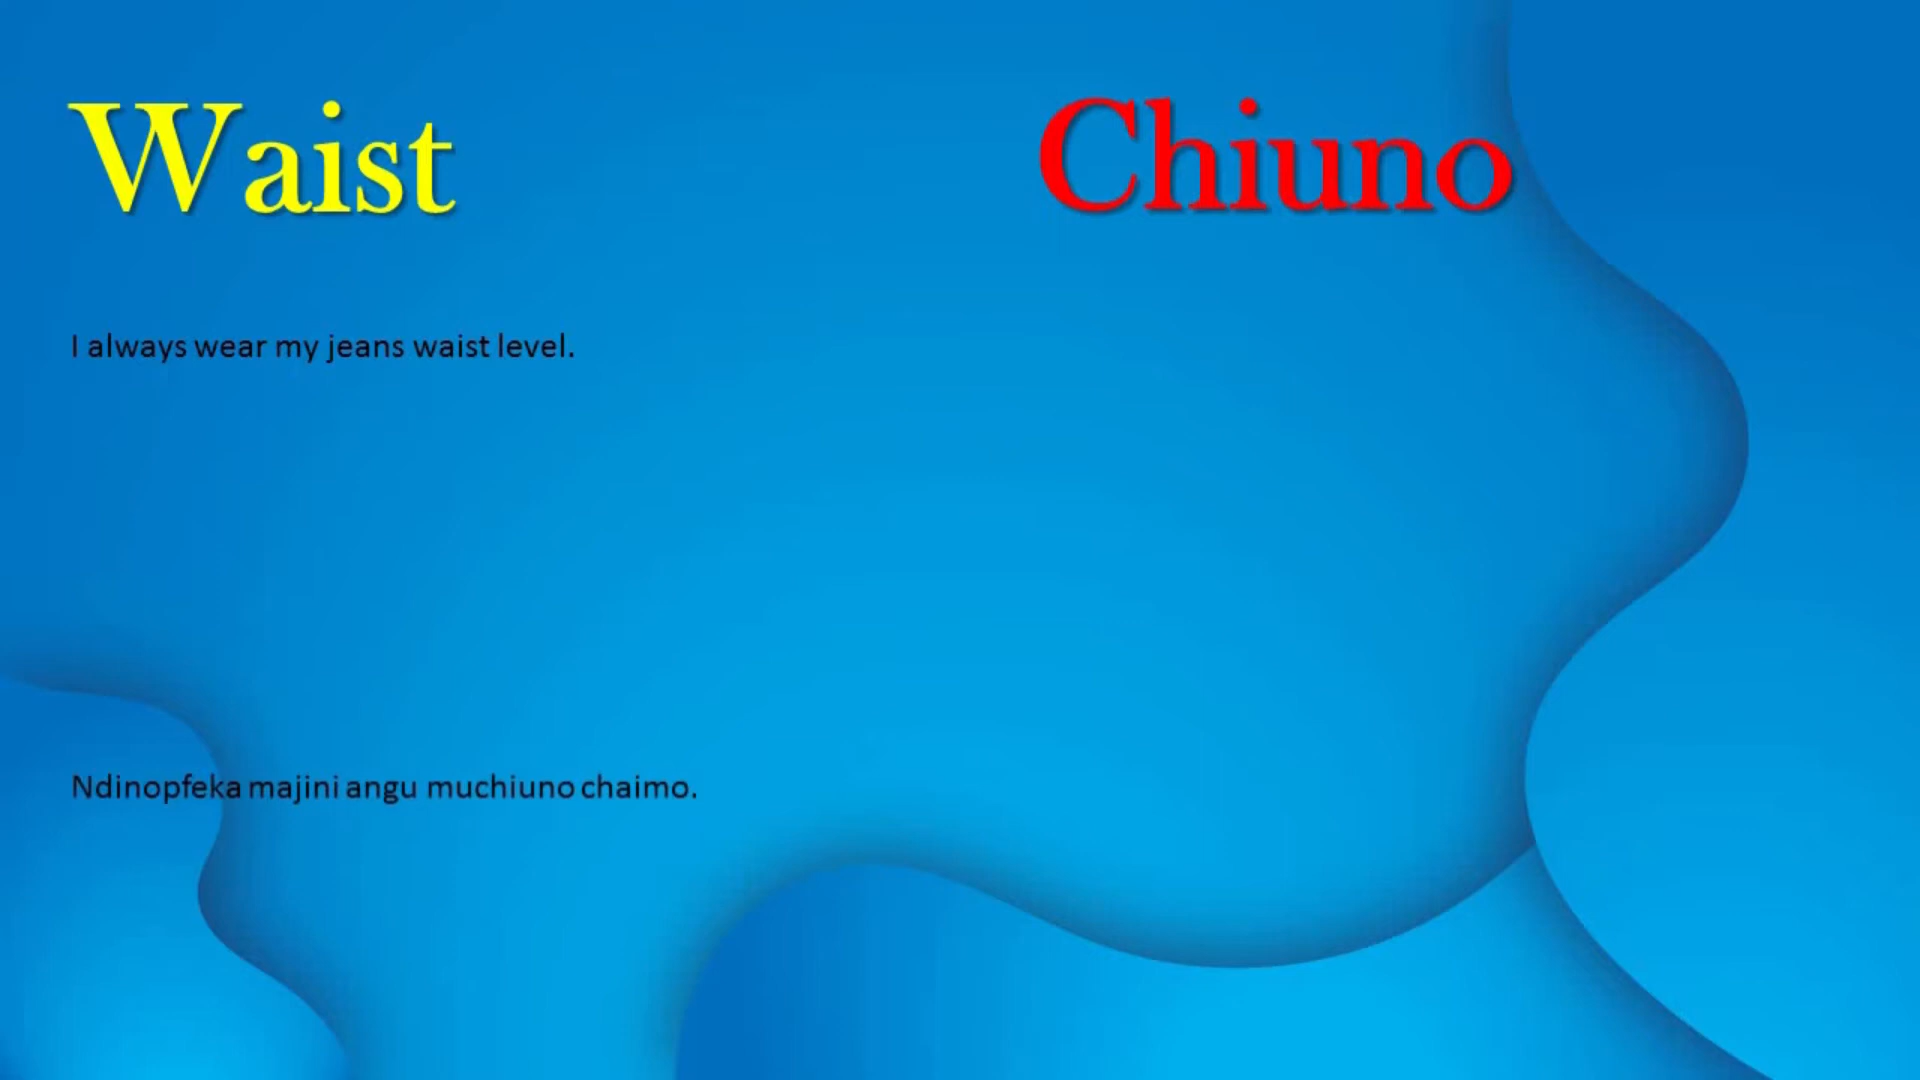 Waist Chiuno
I always wear my jeans waist level.
Ndinopfeka majini angu muchiuno chaimo.